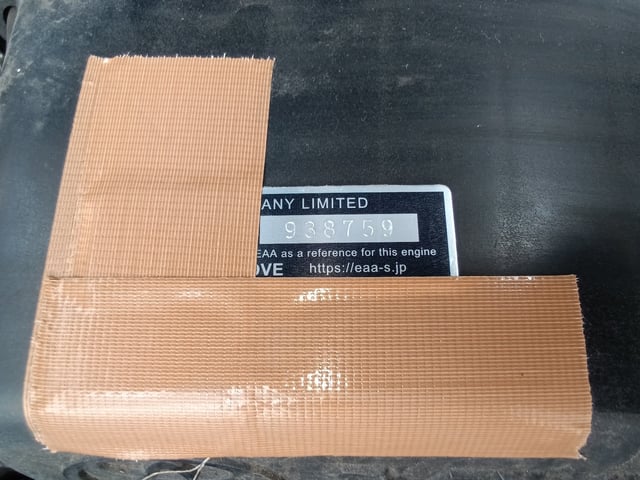 ANY LIMITED
938759
EAA as a reference for this engine
OVE https://eaa-s.jp